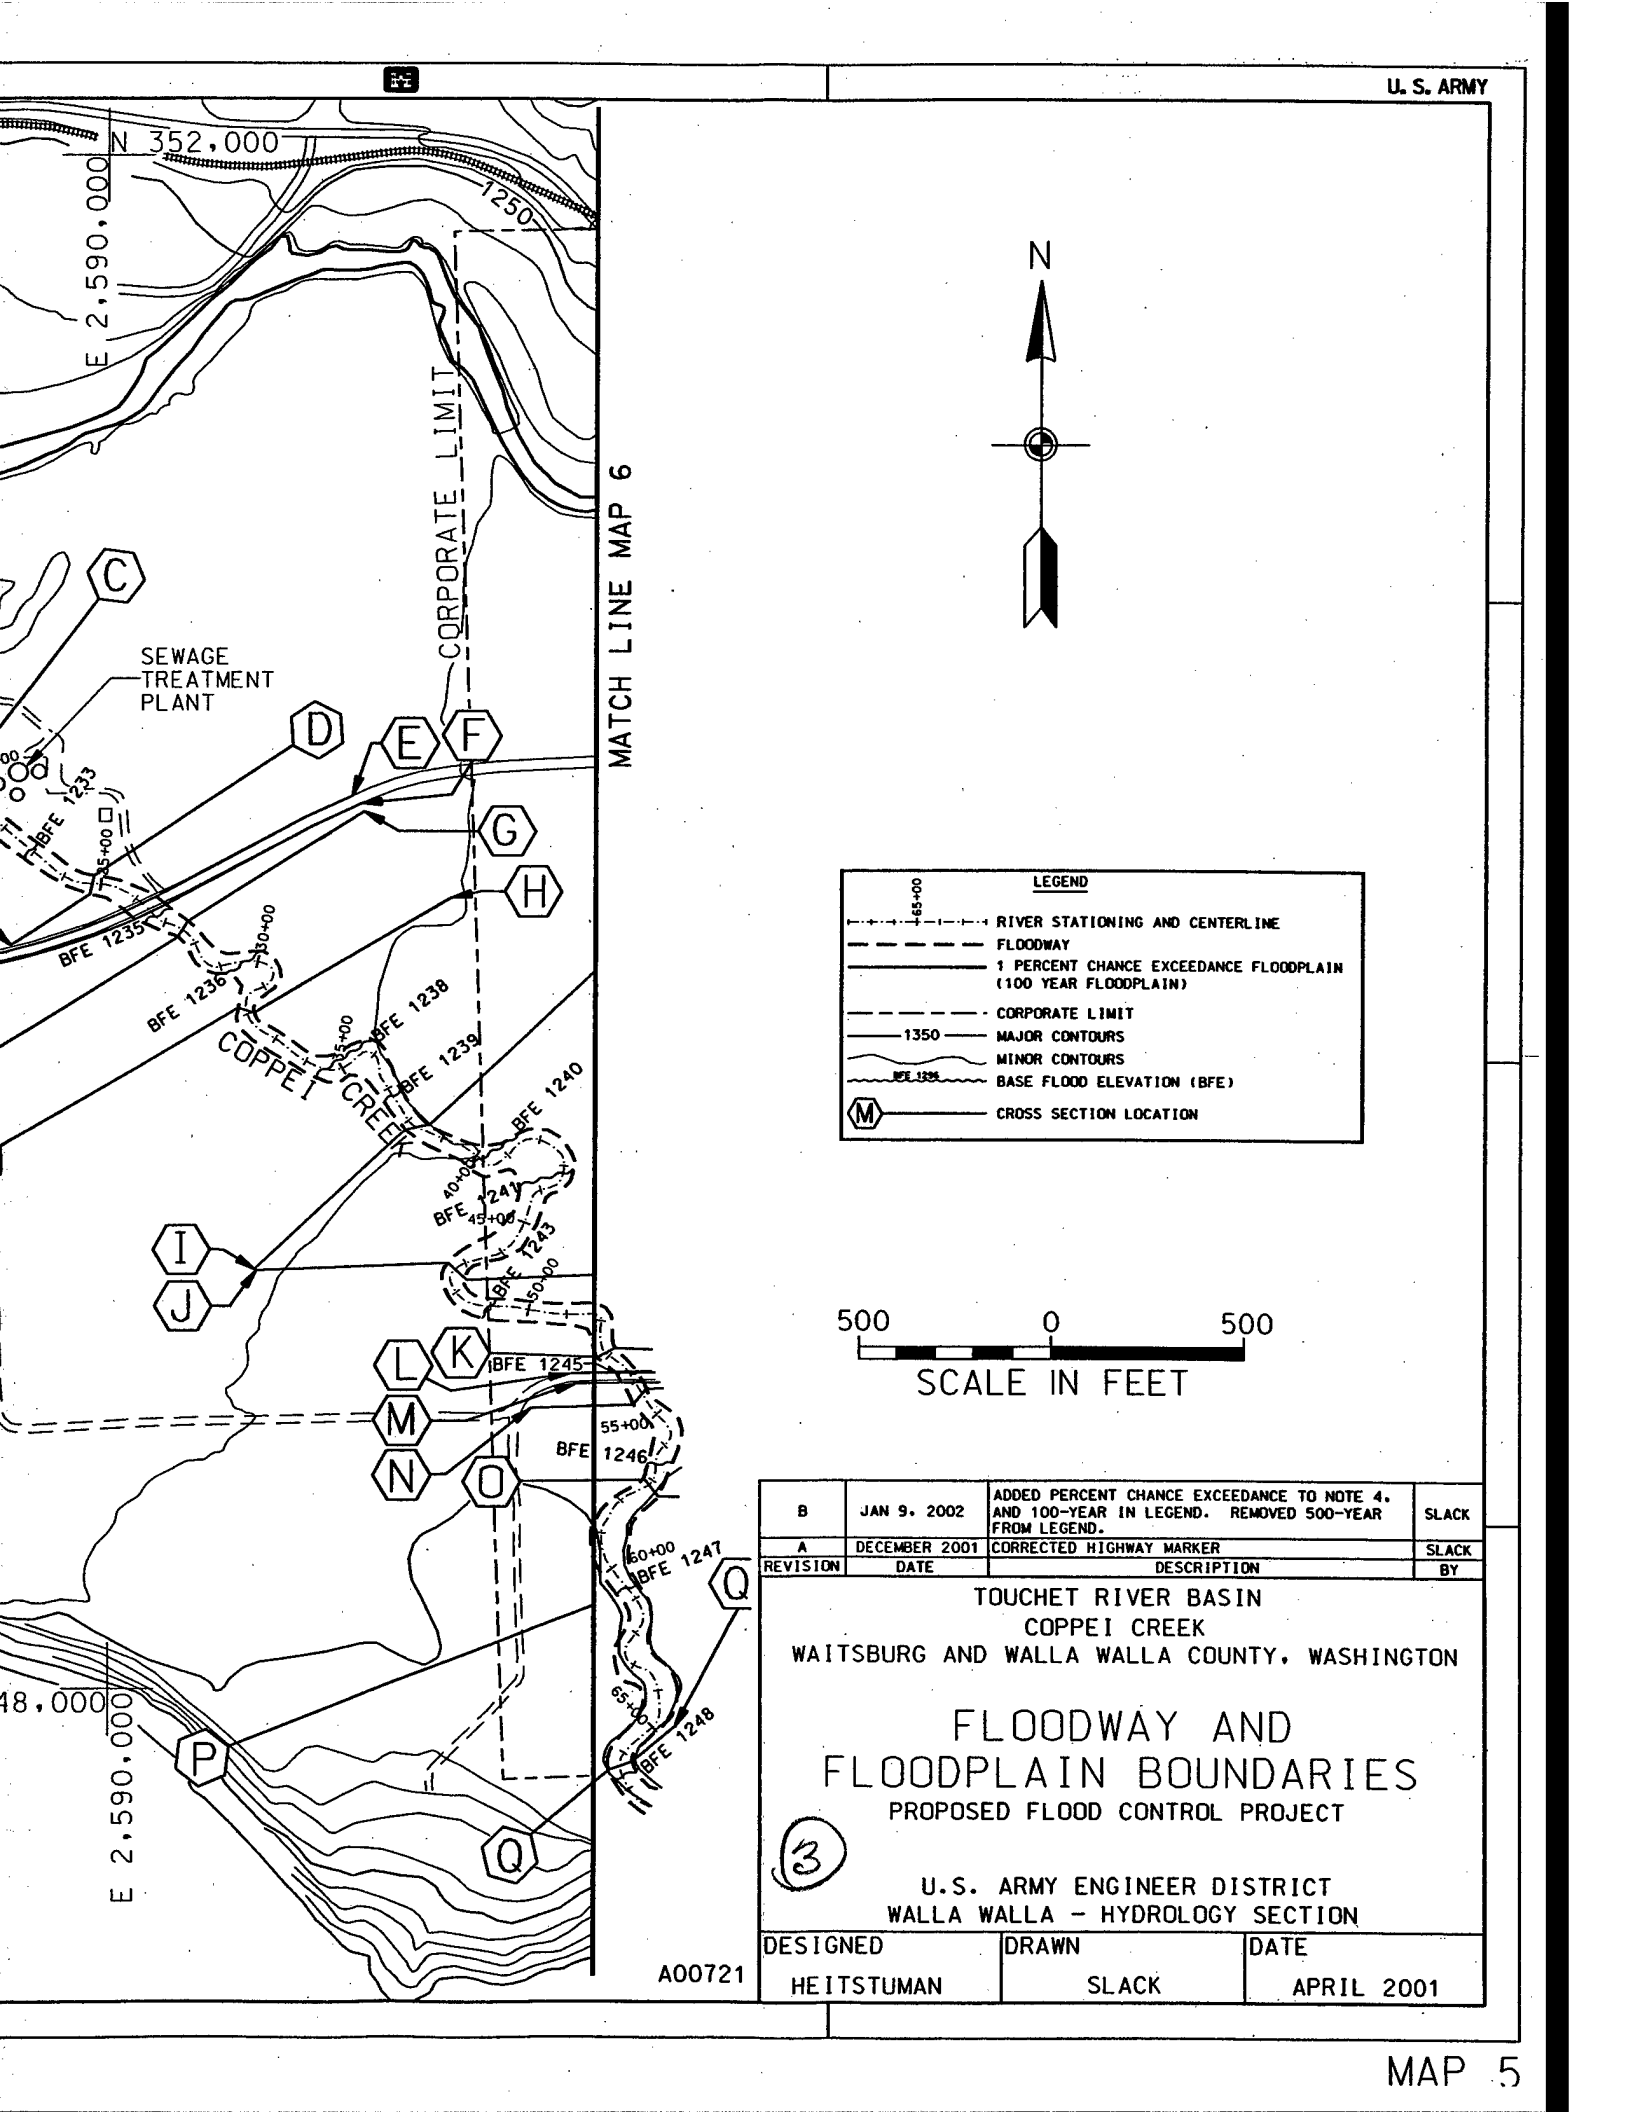 U. S. ARMY
N 352,000
E 2,590,000
1250
N
CORPORATE LIMIT
MATCH LINE MAP 6
C
SEWAGE
TREATMENT
PLANT
D
E
F
G
H
BFE 1233
BFE 1235
30+00
BFE 1236
COPPEI CREEK
BFE 1238
BFE 1239
BFE 1240
40+00
BFE 1241
45+00
BFE 1243
50+00
I
J
K
L
BFE 1245
M
N
O
55+00
BFE 1246
60+00
BFE 1247
Q
65+00
BFE 1248
P
Q
48,000
E 2,590,000
LEGEND
65+00
RIVER STATIONING AND CENTERLINE
FLOODWAY
1 PERCENT CHANCE EXCEEDANCE FLOODPLAIN
(100 YEAR FLOODPLAIN)
CORPORATE LIMIT
1350 MAJOR CONTOURS
MINOR CONTOURS
BFE 1296 BASE FLOOD ELEVATION (BFE)
M CROSS SECTION LOCATION
500 0 500
SCALE IN FEET
B JAN 9. 2002 ADDED PERCENT CHANCE EXCEEDANCE TO NOTE 4.
AND 100-YEAR IN LEGEND. REMOVED 500-YEAR SLACK
FROM LEGEND.
A DECEMBER 2001 CORRECTED HIGHWAY MARKER SLACK
REVISION DATE DESCRIPTION BY
TOUCHET RIVER BASIN
COPPEI CREEK
WAITSBURG AND WALLA WALLA COUNTY, WASHINGTON
FLOODWAY AND
FLOODPLAIN BOUNDARIES
PROPOSED FLOOD CONTROL PROJECT
3
U.S. ARMY ENGINEER DISTRICT
WALLA WALLA - HYDROLOGY SECTION
DESIGNED DRAWN DATE
HEITSTUMAN SLACK APRIL 2001
A00721
MAP 5